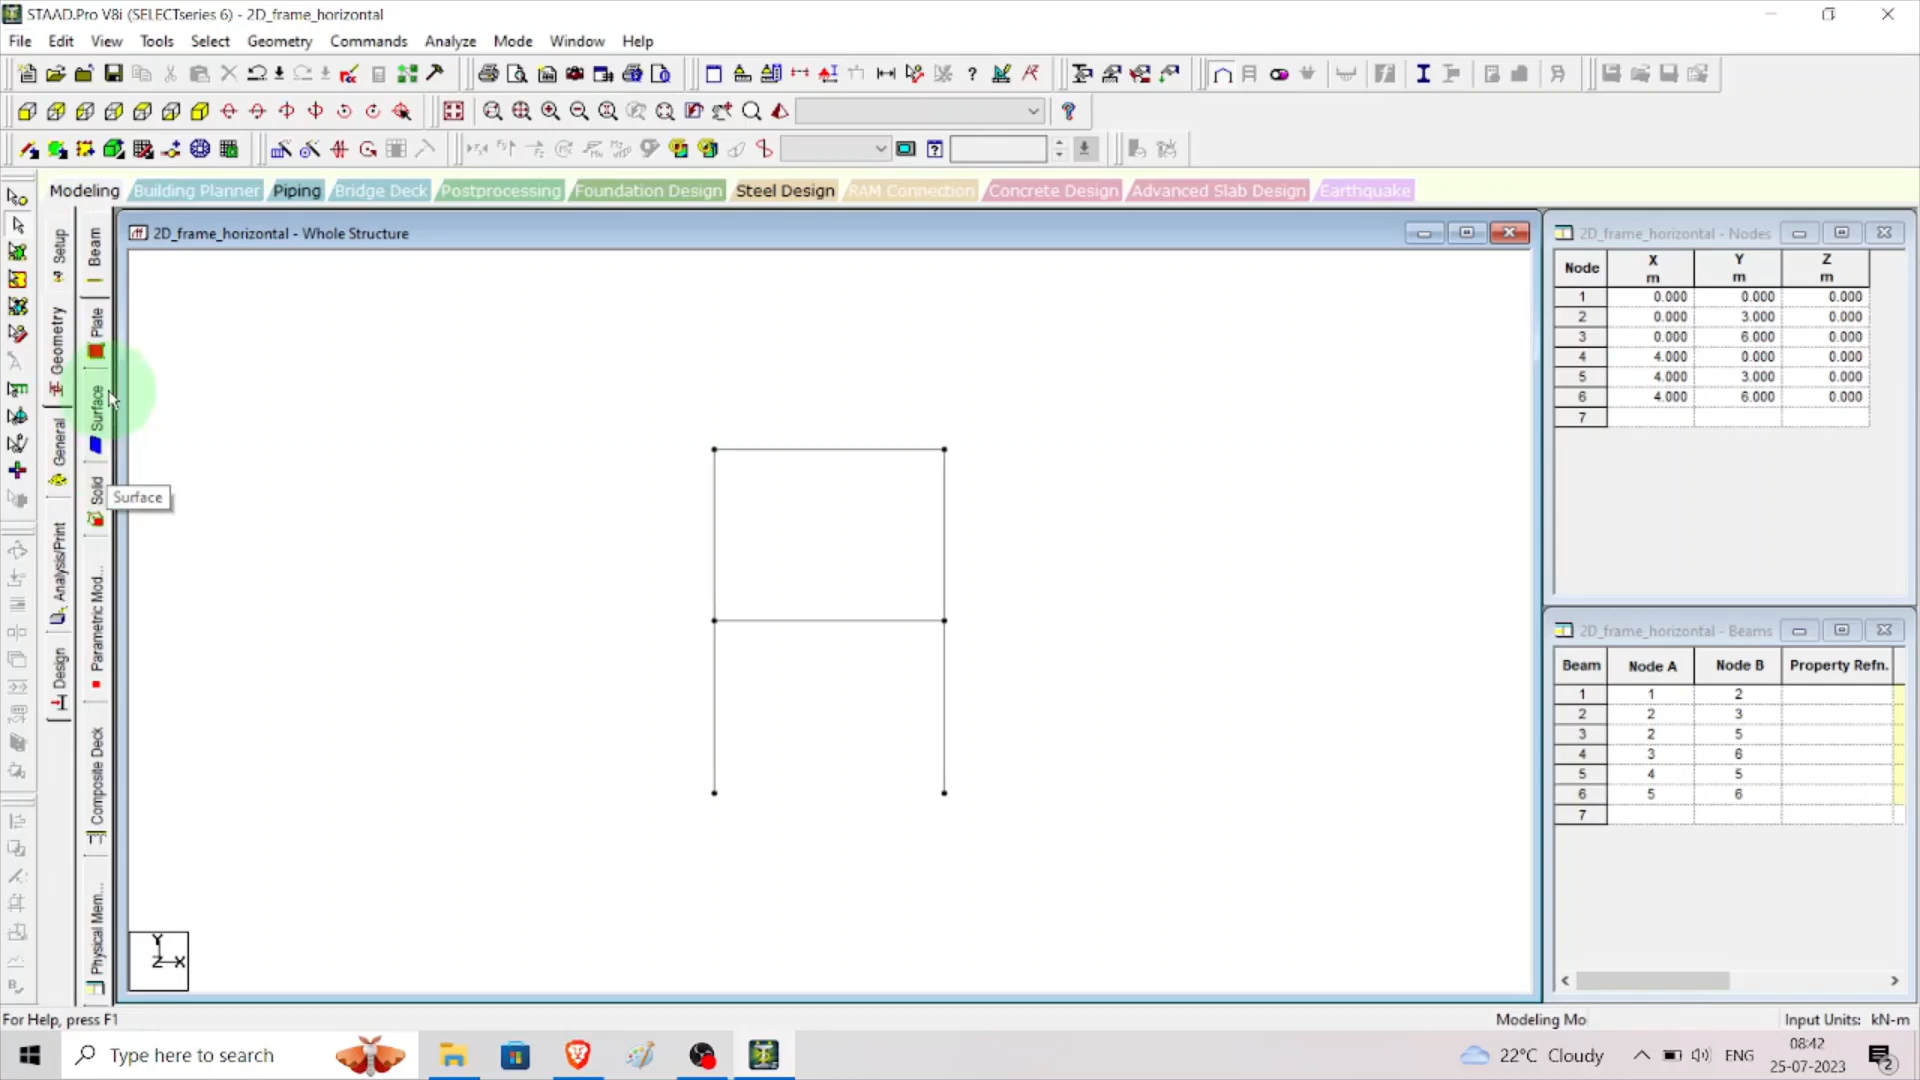 STAAD.Pro V8i (SELECTseries 6) - 2D_frame_horizontal
File Edit View Tools Select Geometry Commands Analyze Mode Window Help
Modeling Building Planner Piping Bridge Deck Postprocessing Foundation Design Steel Design RAM Connection Concrete Design Advanced Slab Design Earthquake
Setup
Geometry
General
Analysis/Print
Design
Beam
Plate
Surface
Solid
Parametric Mod...
Composite Deck
Physical Mem...
Surface
2D_frame_horizontal - Whole Structure
Y
Z X
2D_frame_horizontal - Nodes
Node X m Y m Z m
1 0.000 0.000 0.000
2 0.000 3.000 0.000
3 0.000 6.000 0.000
4 4.000 0.000 0.000
5 4.000 3.000 0.000
6 4.000 6.000 0.000
7
2D_frame_horizontal - Beams
Beam Node A Node B Property Refn.
1 1 2
2 2 3
3 2 5
4 3 6
5 4 5
6 5 6
7
For Help, press F1
Modeling Mo
Input Units: kN-m
Type here to search
22°C Cloudy
ENG
08:42
25-07-2023
2